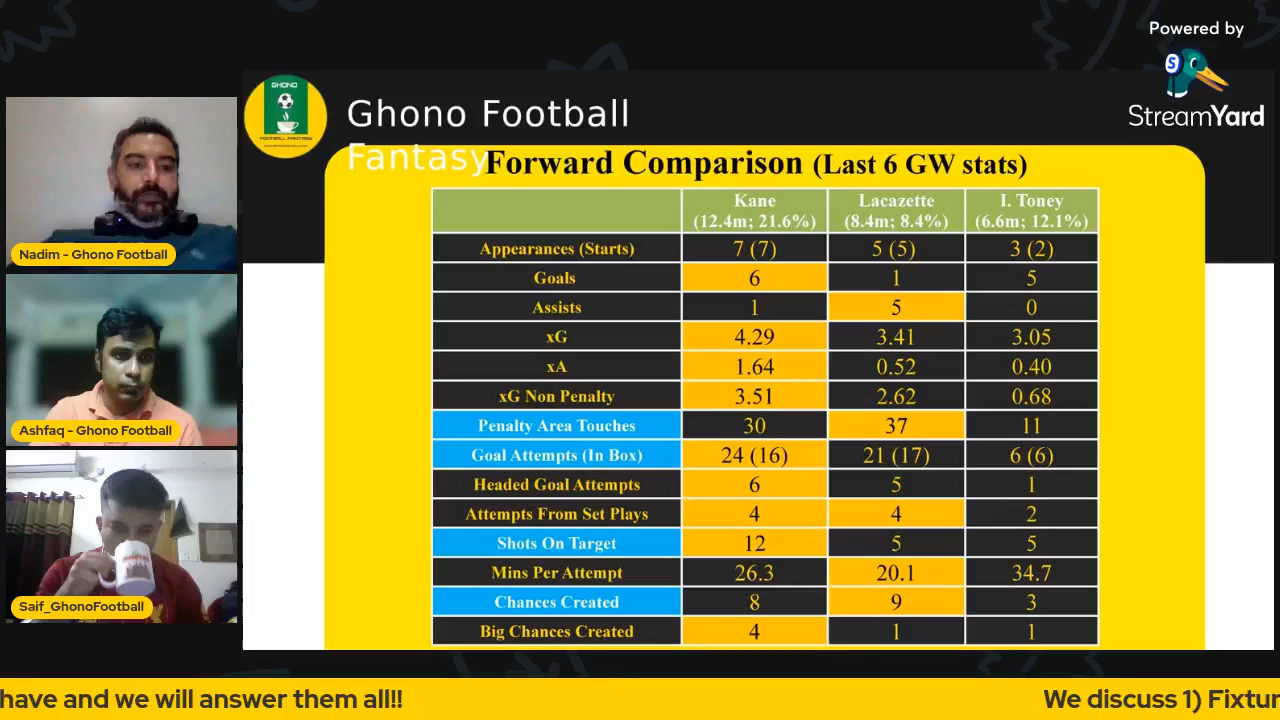 Powered by
StreamYard
GHONO
FOOTBALL FANTASY
Ghono Football
Fantasy
Forward Comparison (Last 6 GW stats)
Kane Lacazette I. Toney
(12.4m; 21.6%) (8.4m; 8.4%) (6.6m; 12.1%)
Appearances (Starts) 7 (7) 5 (5) 3 (2)
Goals 6 1 5
Assists 1 5 0
xG 4.29 3.41 3.05
xA 1.64 0.52 0.40
xG Non Penalty 3.51 2.62 0.68
Penalty Area Touches 30 37 11
Goal Attempts (In Box) 24 (16) 21 (17) 6 (6)
Headed Goal Attempts 6 5 1
Attempts From Set Plays 4 4 2
Shots On Target 12 5 5
Mins Per Attempt 26.3 20.1 34.7
Chances Created 8 9 3
Big Chances Created 4 1 1
Nadim - Ghono Football
Ashfaq - Ghono Football
Saif_GhonoFootball
have and we will answer them all!! We discuss 1) Fixtur